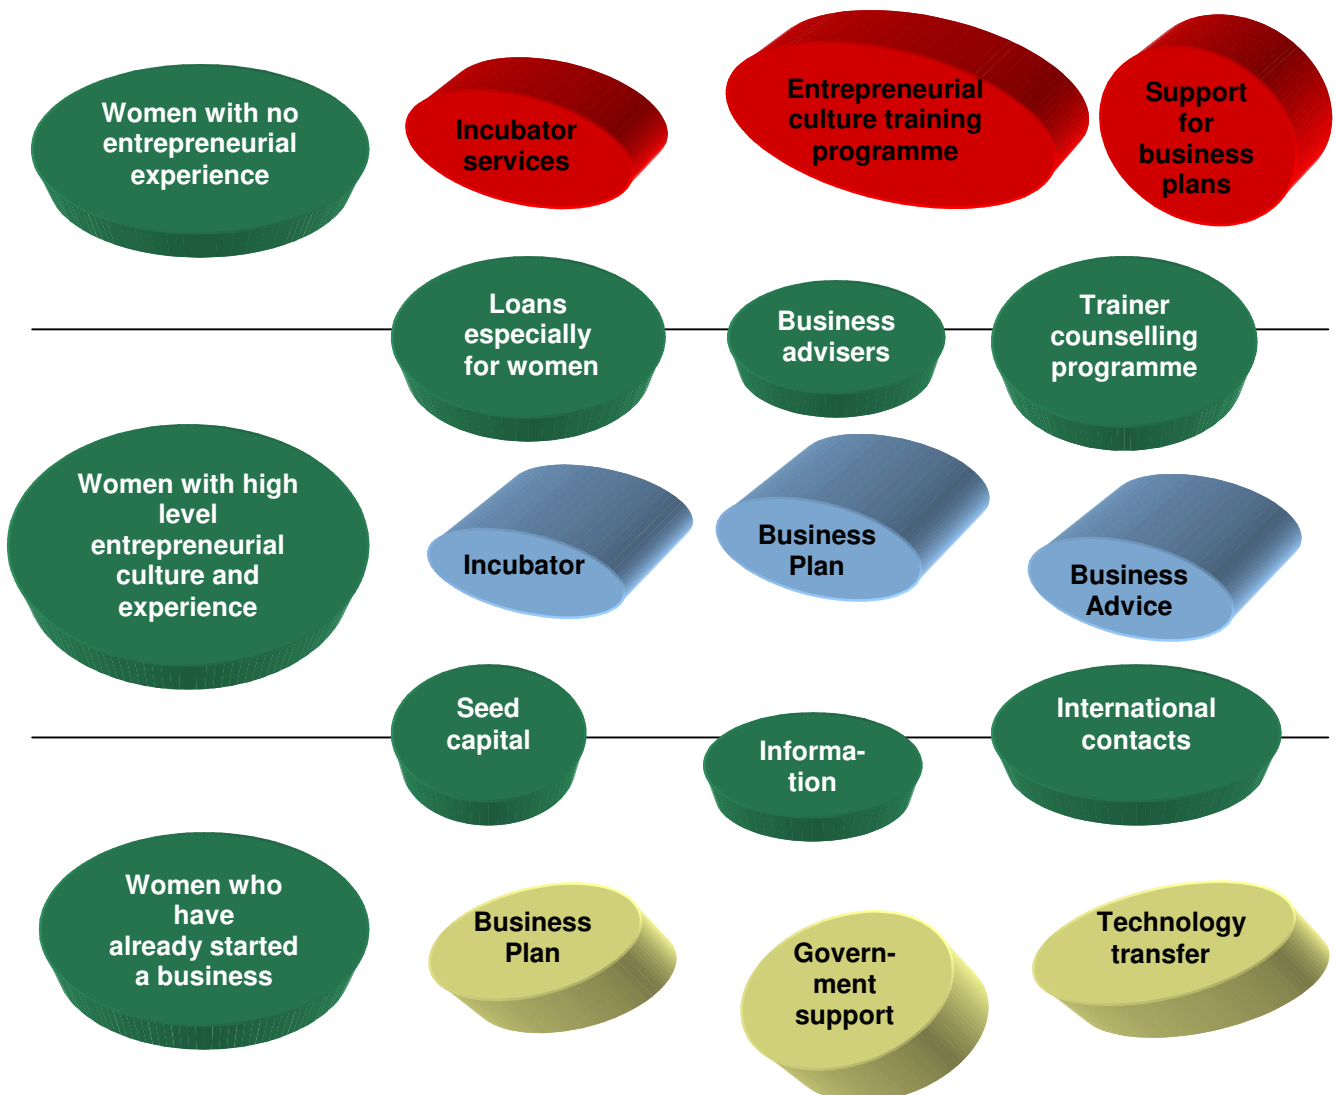 Women with no
entrepreneurial
experience
Incubator
services
Entrepreneurial
culture training
programme
Support
for
business
plans
Loans
especially
for women
Business
advisers
Trainer
counselling
programme
Women with high
level
entrepreneurial
culture and
experience
Incubator
Business
Plan
Business
Advice
Seed
capital
Informa-
tion
International
contacts
Women who
have
already started
a business
Business
Plan
Govern-
ment
support
Technology
transfer